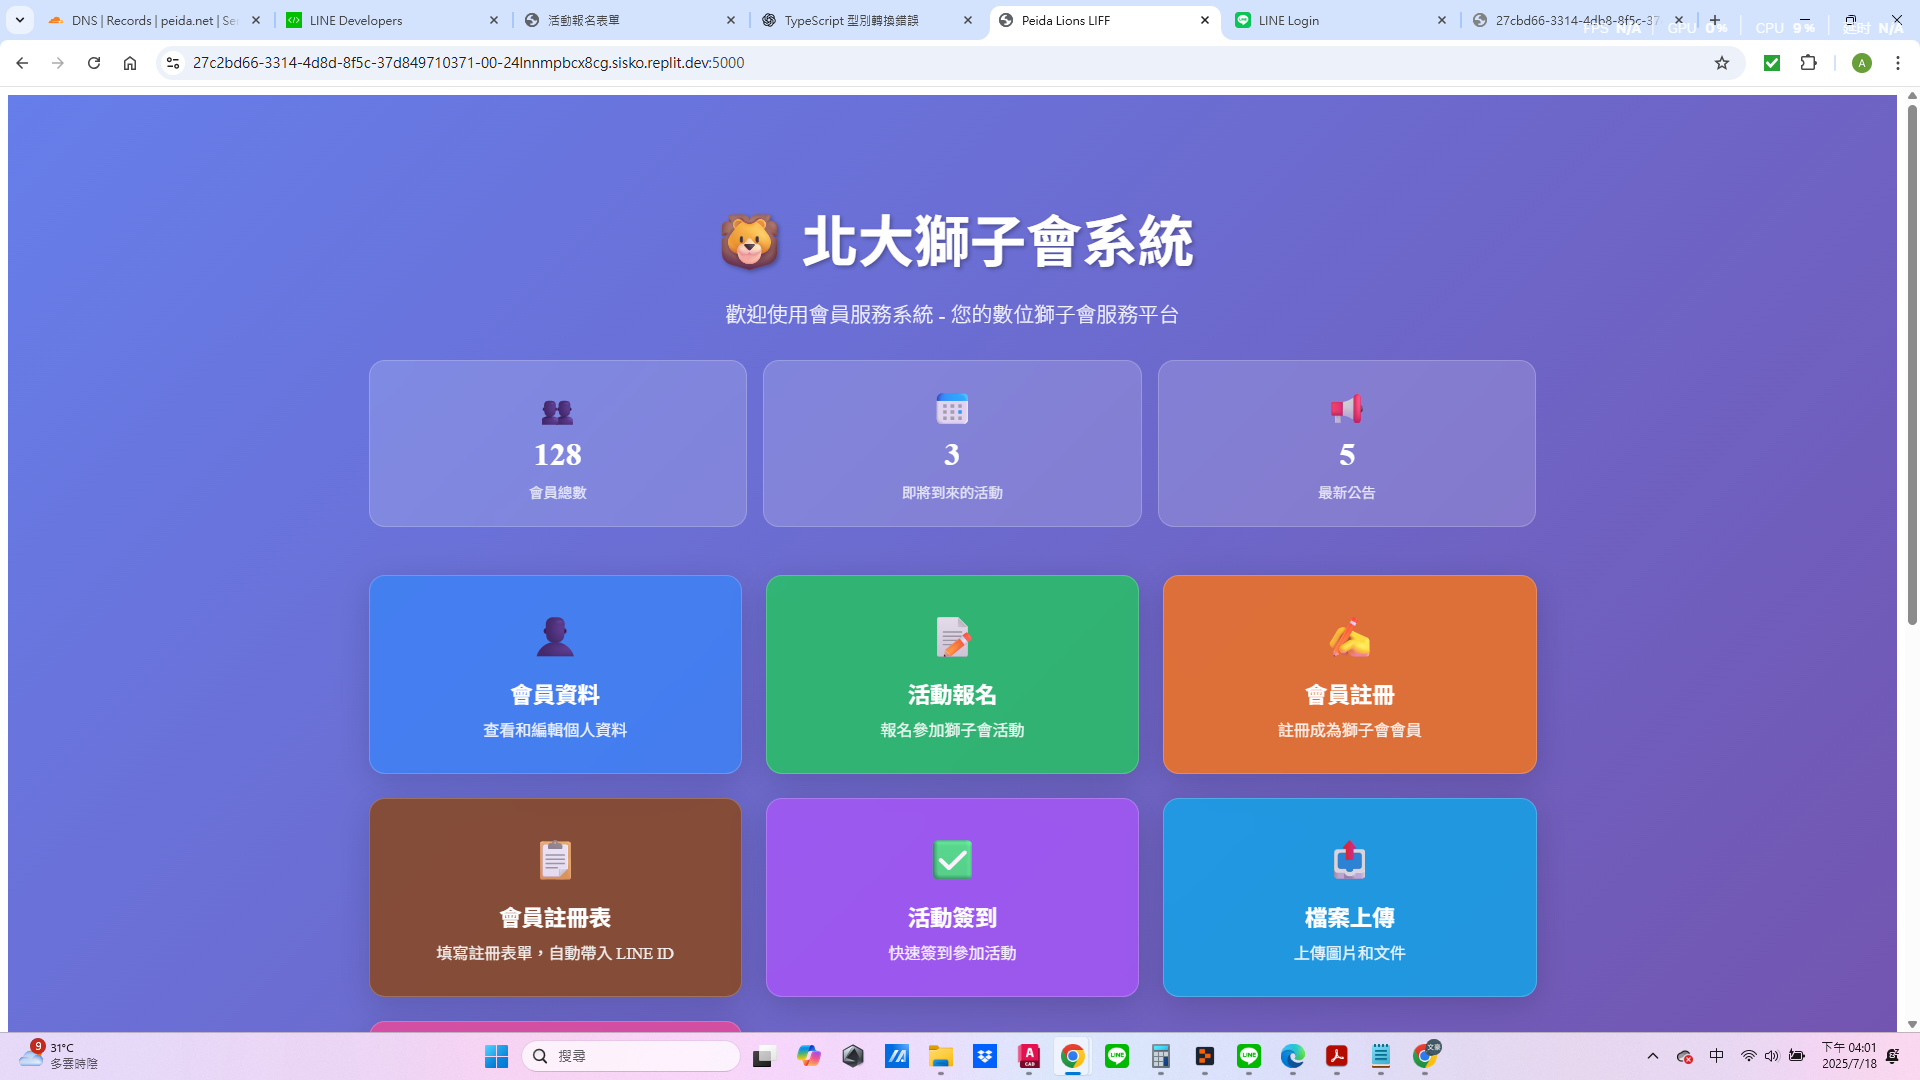 DNS | Records | peida.net | Se
LINE Developers
活動報名表單
TypeScript 型別轉換錯誤
Peida Lions LIFF
LINE Login
27cbd66-3314-4db8-8f5c-37
FPS N/A
GPU 0%
CPU 9%
延时 N/A
27c2bd66-3314-4d8d-8f5c-37d849710371-00-24lnnmpbcx8cg.sisko.replit.dev:5000
A
北大獅子會系統
歡迎使用會員服務系統 - 您的數位獅子會服務平台
128
會員總數
3
即將到來的活動
5
最新公告
會員資料
查看和編輯個人資料
活動報名
報名參加獅子會活動
會員註冊
註冊成為獅子會會員
會員註冊表
填寫註冊表單，自動帶入 LINE ID
活動簽到
快速簽到參加活動
檔案上傳
上傳圖片和文件
9
31°C
多雲時陰
搜尋
A
CAD
LINE
LINE
文豪
中
下午 04:01
2025/7/18